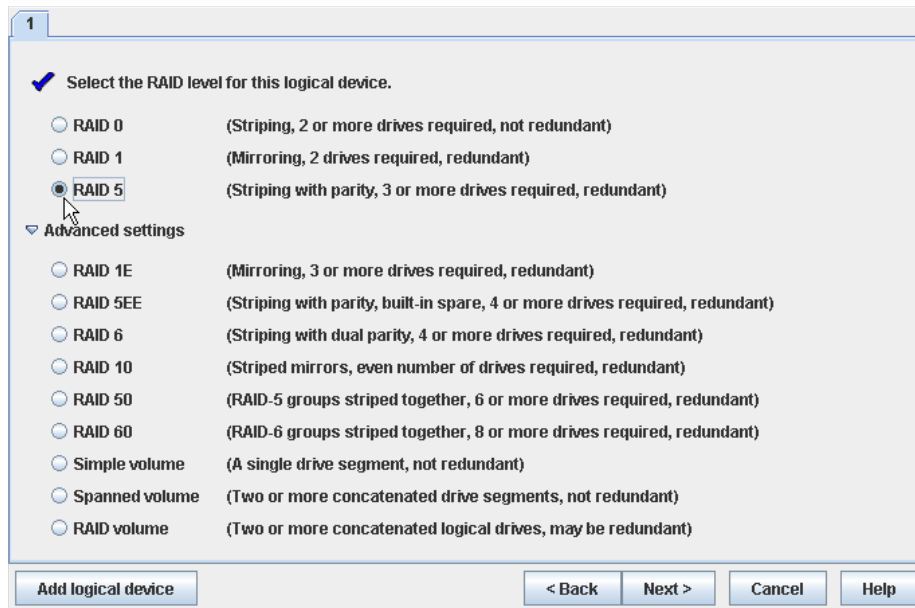 1
Select the RAID level for this logical device.
RAID 0 (Striping, 2 or more drives required, not redundant)
RAID 1 (Mirroring, 2 drives required, redundant)
RAID 5 (Striping with parity, 3 or more drives required, redundant)
Advanced settings
RAID 1E (Mirroring, 3 or more drives required, redundant)
RAID 5EE (Striping with parity, built-in spare, 4 or more drives required, redundant)
RAID 6 (Striping with dual parity, 4 or more drives required, redundant)
RAID 10 (Striped mirrors, even number of drives required, redundant)
RAID 50 (RAID-5 groups striped together, 6 or more drives required, redundant)
RAID 60 (RAID-6 groups striped together, 8 or more drives required, redundant)
Simple volume (A single drive segment, not redundant)
Spanned volume (Two or more concatenated drive segments, not redundant)
RAID volume (Two or more concatenated logical drives, may be redundant)
Add logical device < Back Next > Cancel Help